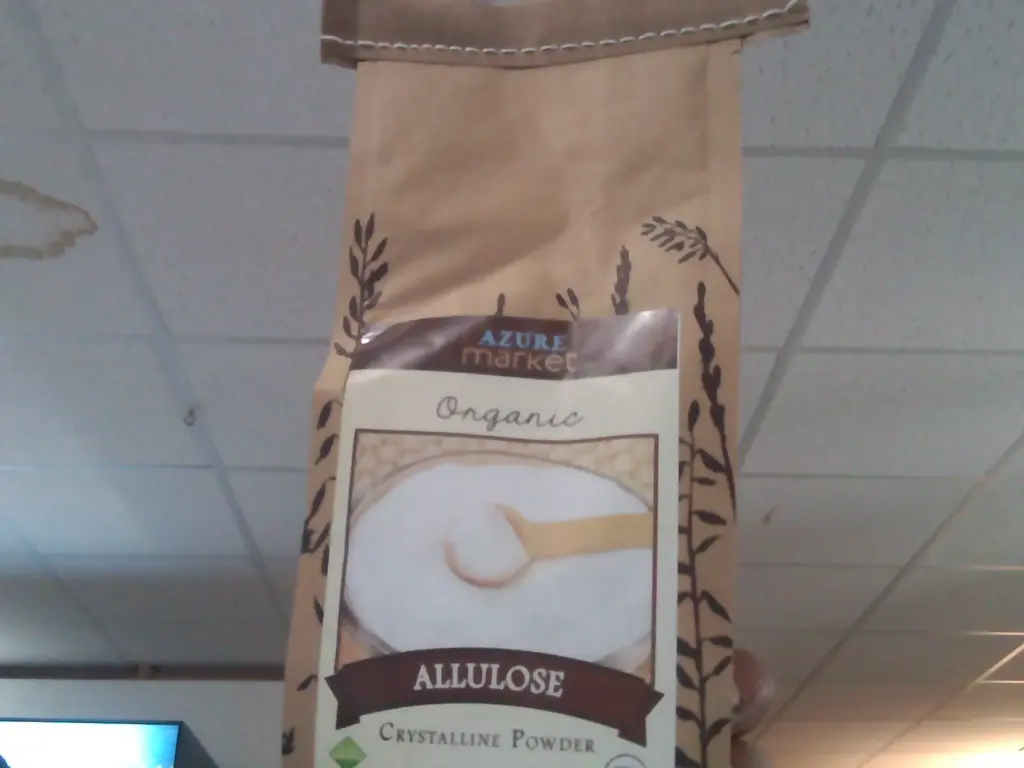 AZURE
market
Organic
ALLULOSE
CRYSTALLINE POWDER